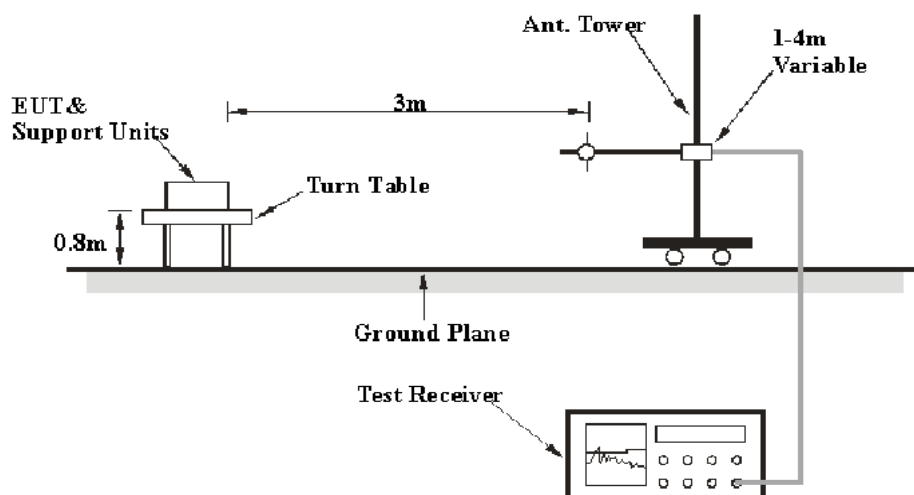 Ant. Tower
1-4m
Variable
EUT&
Support Units
3m
Turn Table
0.8m
Ground Plane
Test Receiver